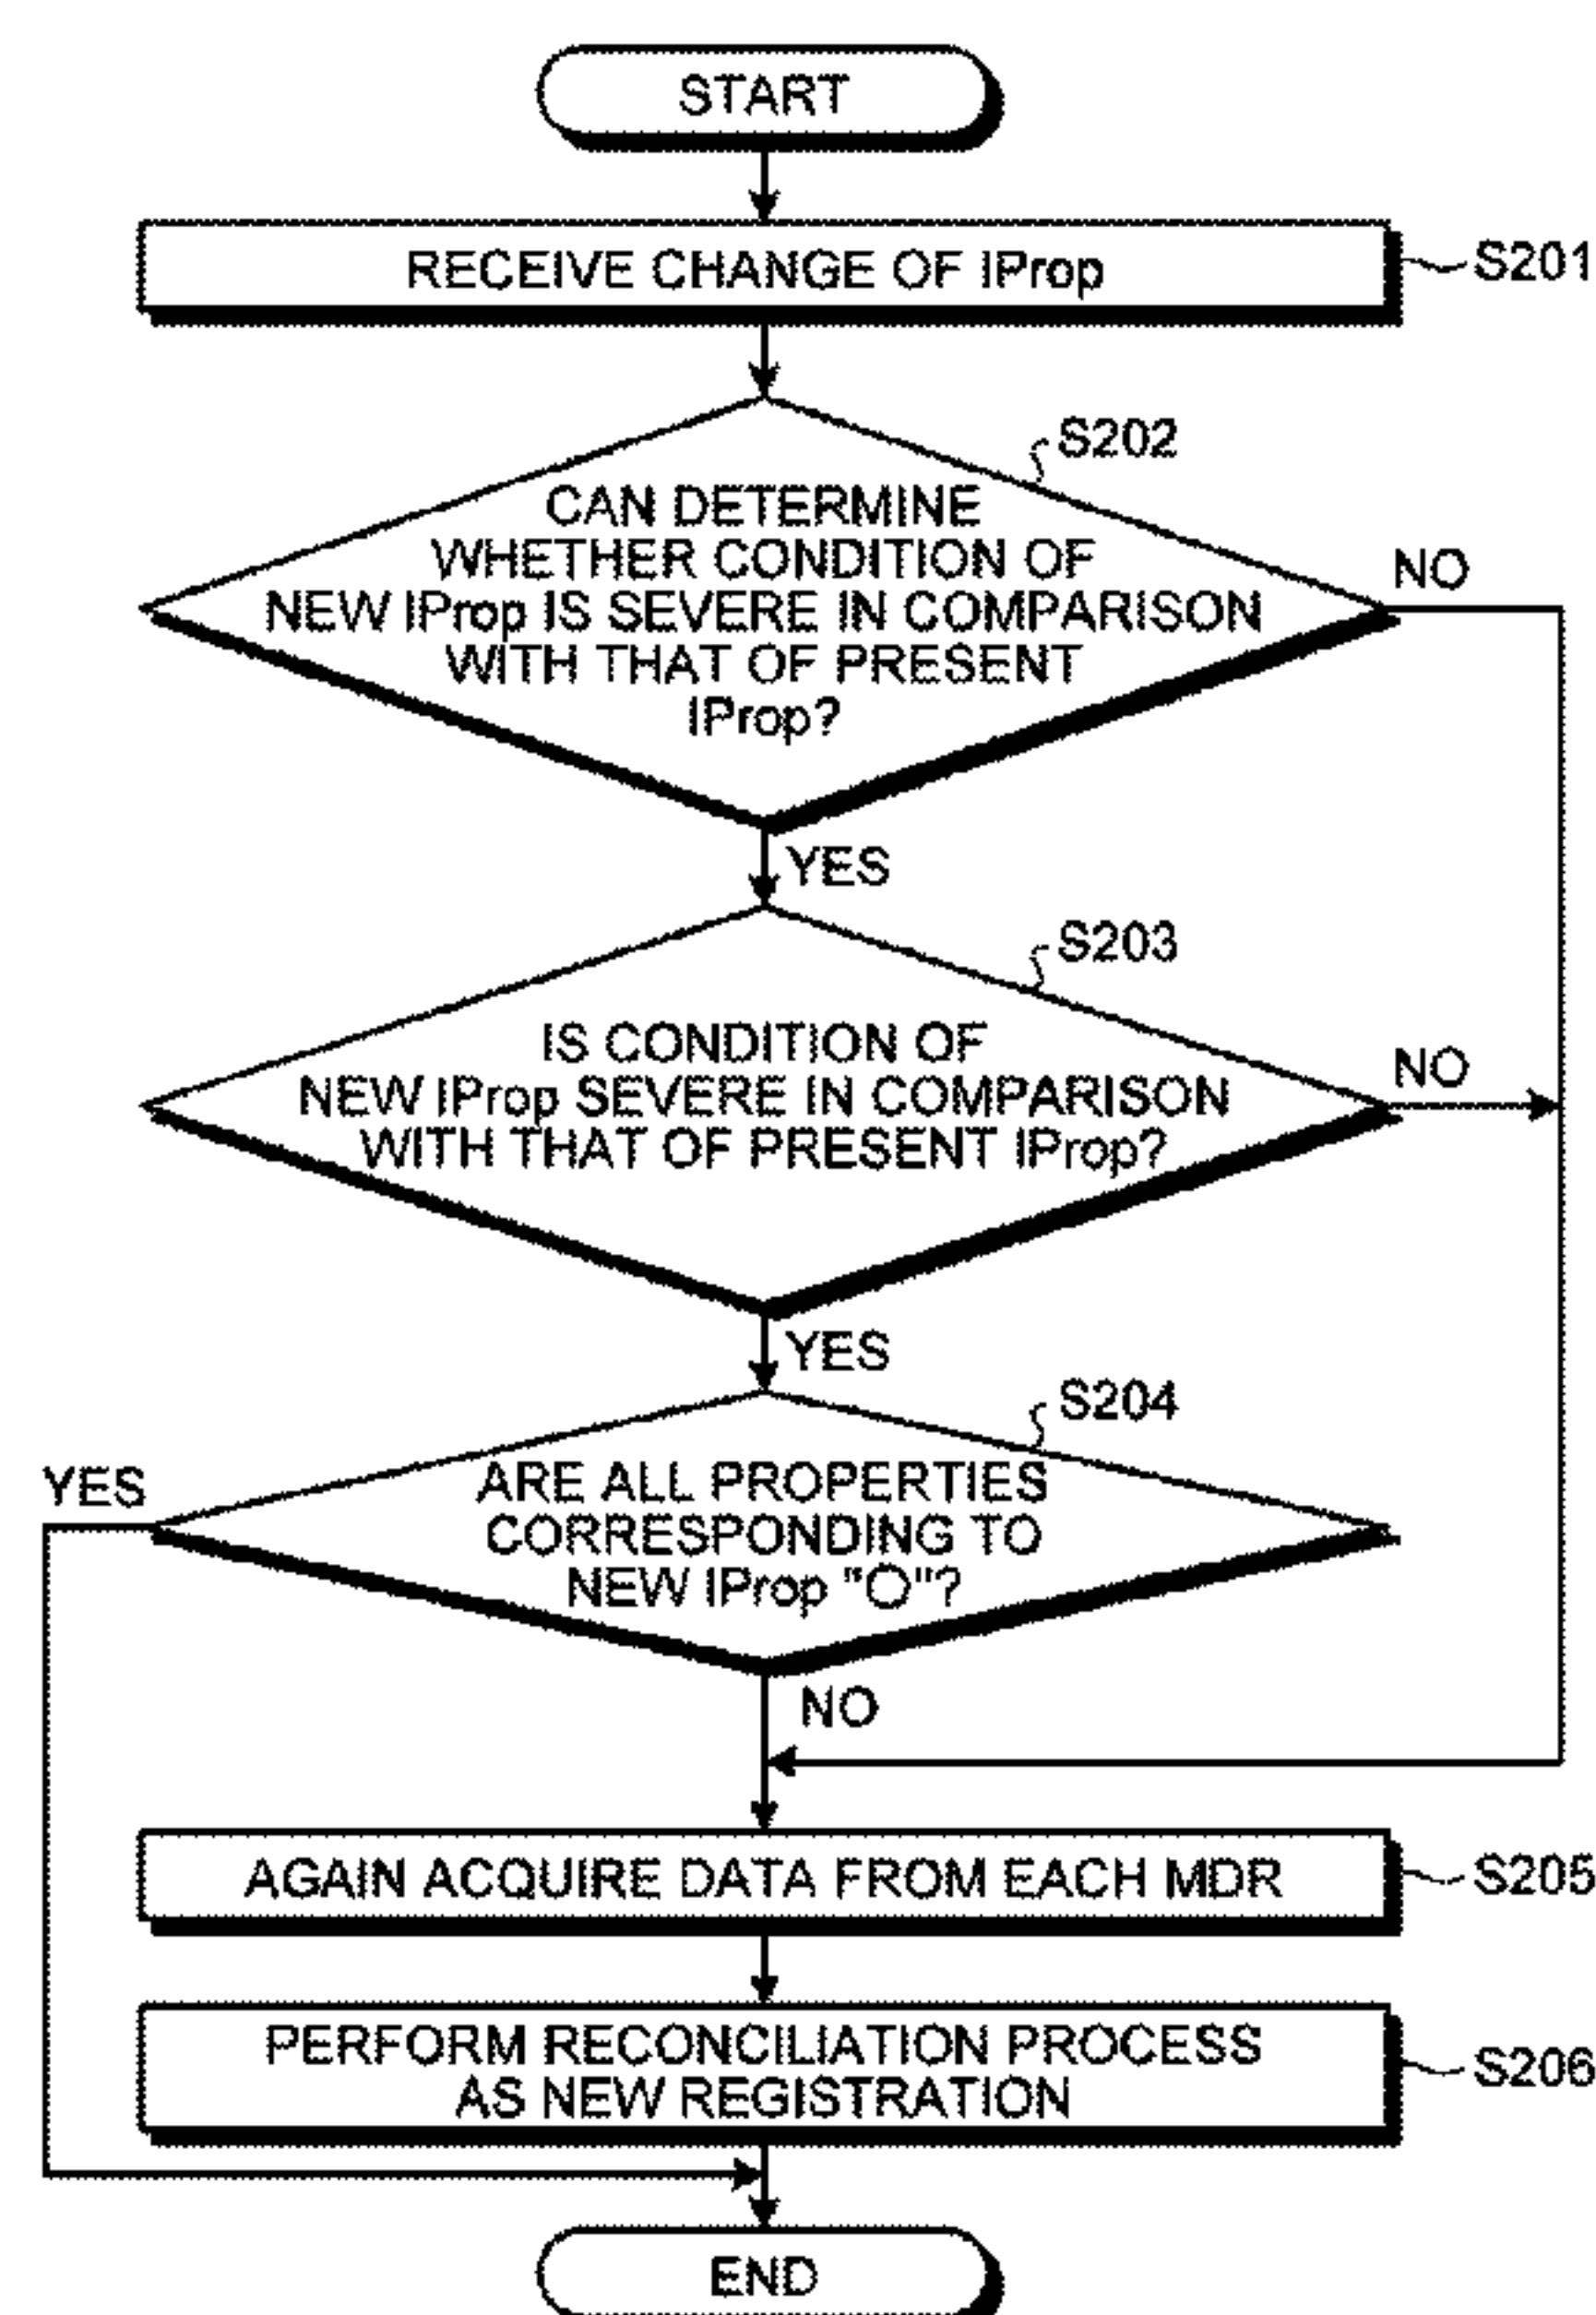 START
RECEIVE CHANGE OF IProp
S201
S202
CAN DETERMINE
WHETHER CONDITION OF
NEW IProp IS SEVERE IN COMPARISON
WITH THAT OF PRESENT
IProp?
NO
YES
S203
IS CONDITION OF
NEW IProp SEVERE IN COMPARISON
WITH THAT OF PRESENT IProp?
NO
YES
S204
YES
ARE ALL PROPERTIES
CORRESPONDING TO
NEW IProp "O"?
NO
AGAIN ACQUIRE DATA FROM EACH MDR
S205
PERFORM RECONCILIATION PROCESS
AS NEW REGISTRATION
S206
END